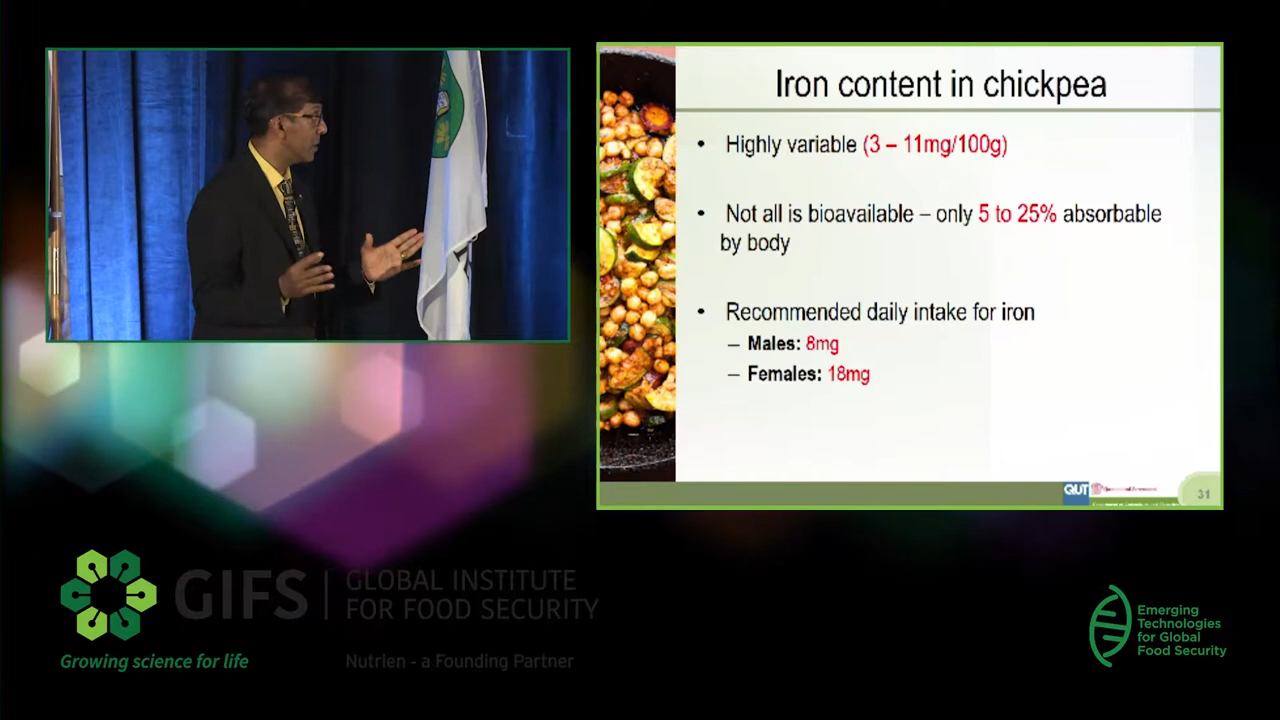 Iron content in chickpea
• Highly variable (3 – 11mg/100g)
• Not all is bioavailable – only 5 to 25% absorbable
by body
• Recommended daily intake for iron
– Males: 8mg
– Females: 18mg
QUT
31
GIFS
GLOBAL INSTITUTE
FOR FOOD SECURITY
Growing science for life
Nutrien - a Founding Partner
Emerging
Technologies
for Global
Food Security